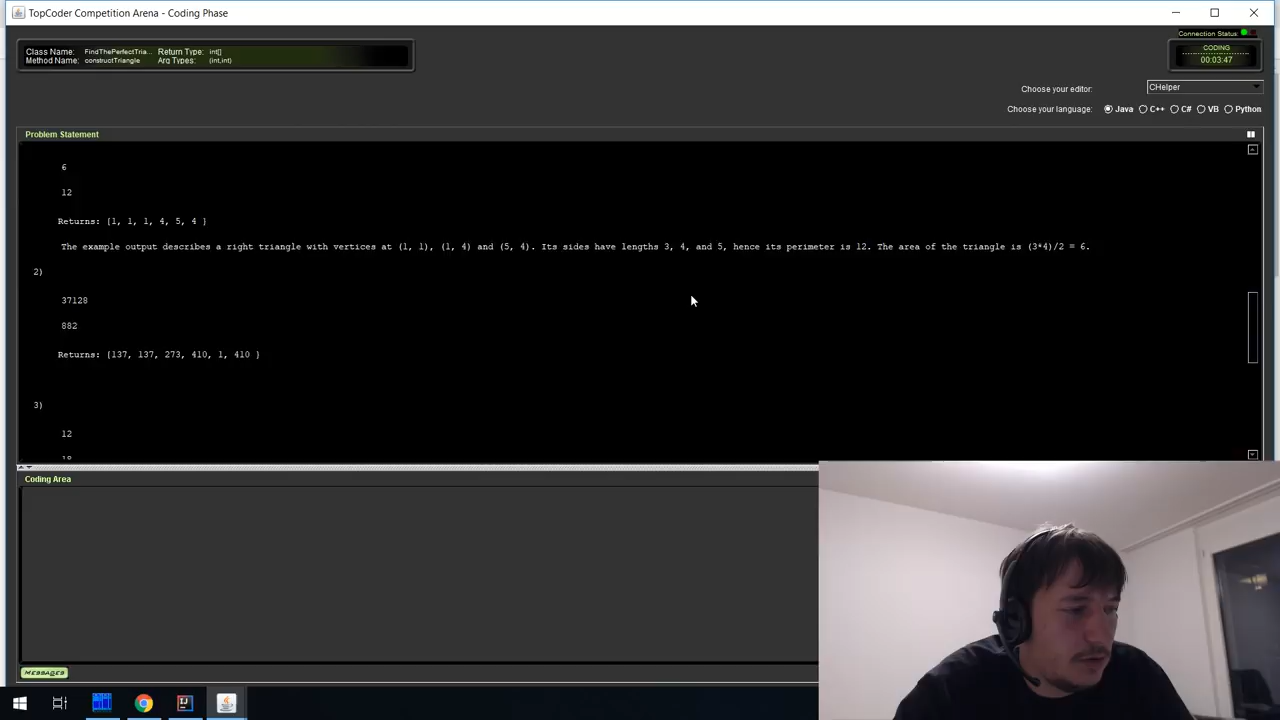 TopCoder Competition Arena - Coding Phase
Connection Status
Class Name: FindThePerfectTria... Return Type: int[]
Method Name: constructTriangle Arg Types: (int,int)
CODING
00:03:47
Choose your editor: CHelper
Choose your language: Java C++ C# VB Python
Problem Statement
6
12
Returns: {1, 1, 1, 4, 5, 4 }
The example output describes a right triangle with vertices at (1, 1), (1, 4) and (5, 4). Its sides have lengths 3, 4, and 5, hence its perimeter is 12. The area of the triangle is (3*4)/2 = 6.
2)
37128
882
Returns: {137, 137, 273, 410, 1, 410 }
3)
12
18
Coding Area
MESSAGES